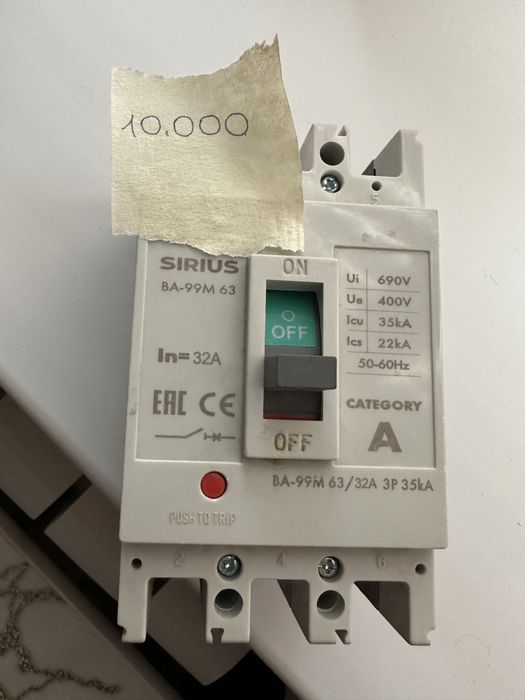 10.000
5
SIRIUS
BA-99M 63
In= 32A
EAC CE
PUSH TO TRIP
ON
OFF
OFF
Ui 690V
Ue 400V
Icu 35kA
Ics 22kA
50-60Hz
CATEGORY
A
BA-99M 63/32A 3P 35kA
2 4 6